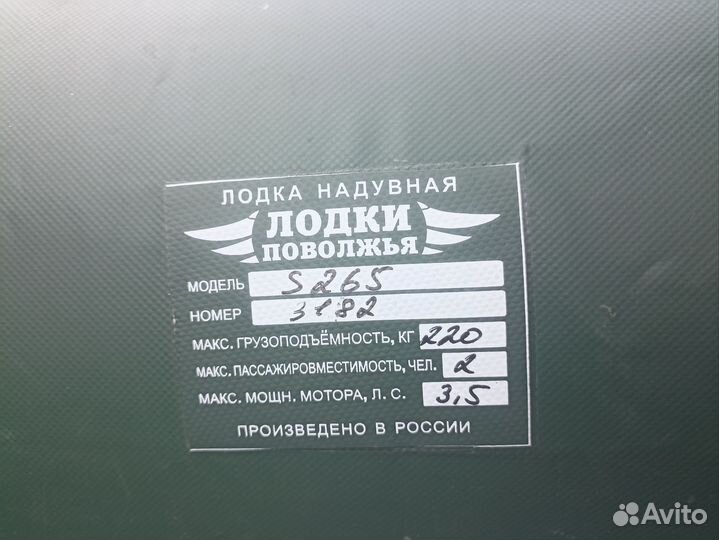 ЛОДКА НАДУВНАЯ
ЛОДКИ
ПОВОЛЖЬЯ
МОДЕЛЬ S265
НОМЕР 3182
МАКС. ГРУЗОПОДЪЁМНОСТЬ, КГ 220
МАКС. ПАССАЖИРОВМЕСТИМОСТЬ, ЧЕЛ. 2
МАКС. МОЩН. МОТОРА, Л. С. 3,5
ПРОИЗВЕДЕНО В РОССИИ
Avito